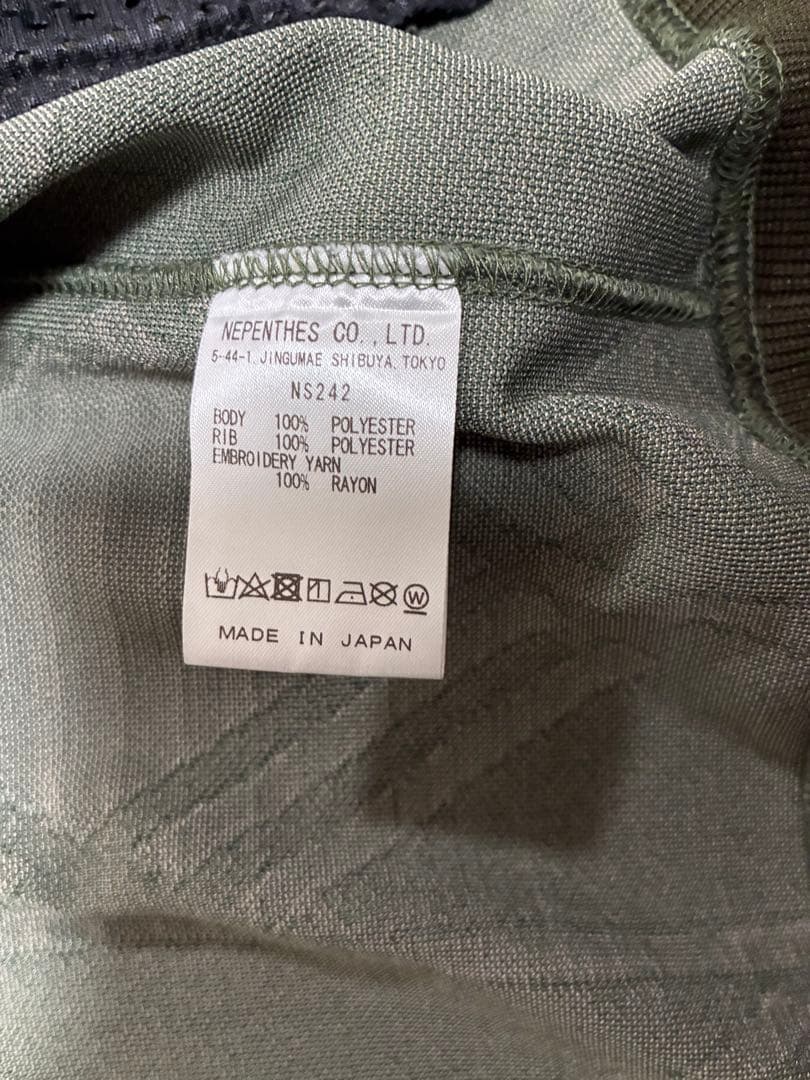 NEPENTHES CO.,LTD.
5-44-1, JINGUMAE SHIBUYA, TOKYO
NS242
BODY 100% POLYESTER
RIB 100% POLYESTER
EMBROIDERY YARN
100% RAYON
W
MADE IN JAPAN